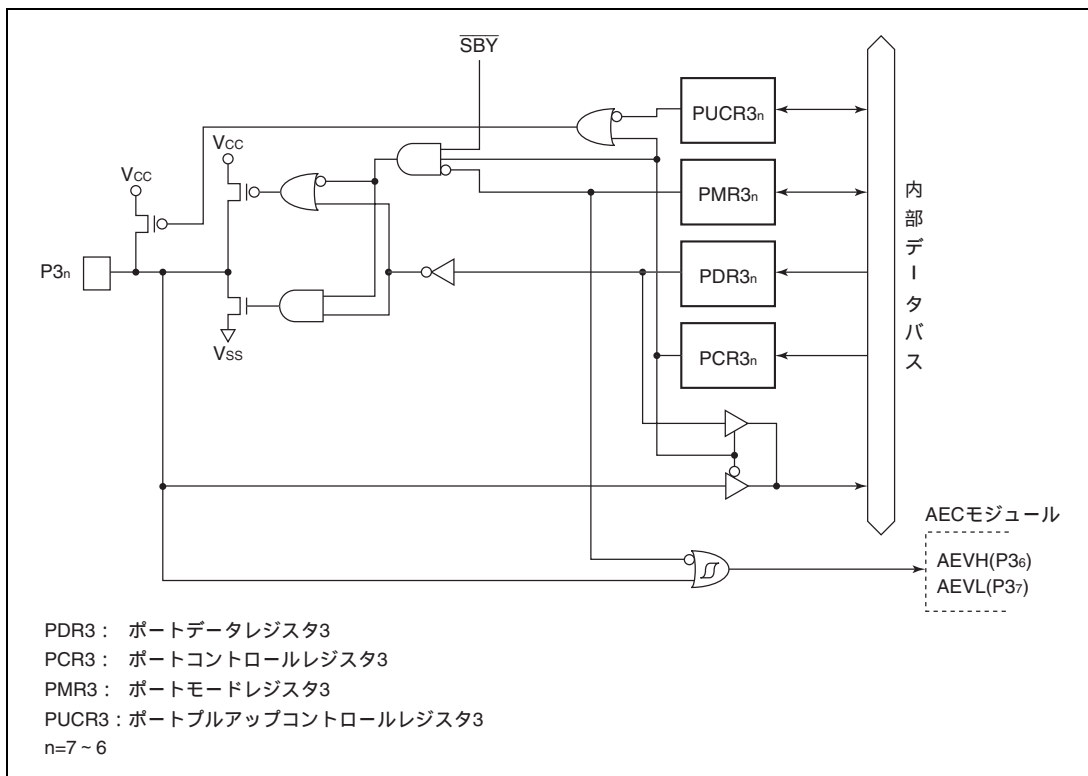 SBY
PUCR3n
VCC
VCC
PMR3n
P3n
PDR3n
VSS
PCR3n
内部データバス
AECモジュール
AEVH(P36)
AEVL(P37)
PDR3: ポートデータレジスタ3
PCR3: ポートコントロールレジスタ3
PMR3: ポートモードレジスタ3
PUCR3:ポートプルアップコントロールレジスタ3
n=7～6